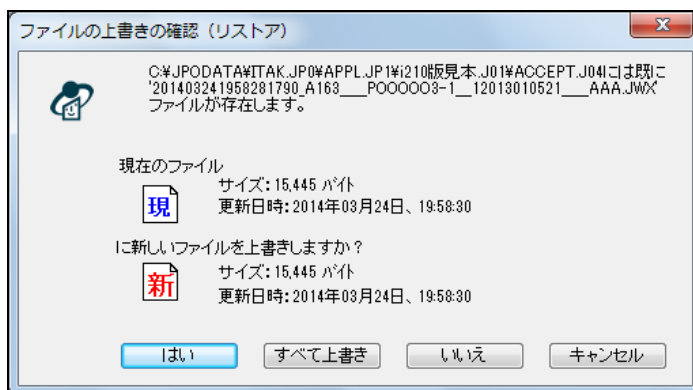 ファイルの上書きの確認（リストア）
C:¥JPODATA¥ITAK.JP0¥APPL.JP1¥i210版見本.J01¥ACCEPT.J04には既に
'201403241958281790_A163___POOOOO3-1__12013010521___AAA.JWX'
ファイルが存在します。
現在のファイル
現
サイズ：15,445 バイト
更新日時：2014年03月24日、19:58:30
に新しいファイルを上書きしますか？
新
サイズ：15,445 バイト
更新日時：2014年03月24日、19:58:30
はい
すべて上書き
いいえ
キャンセル